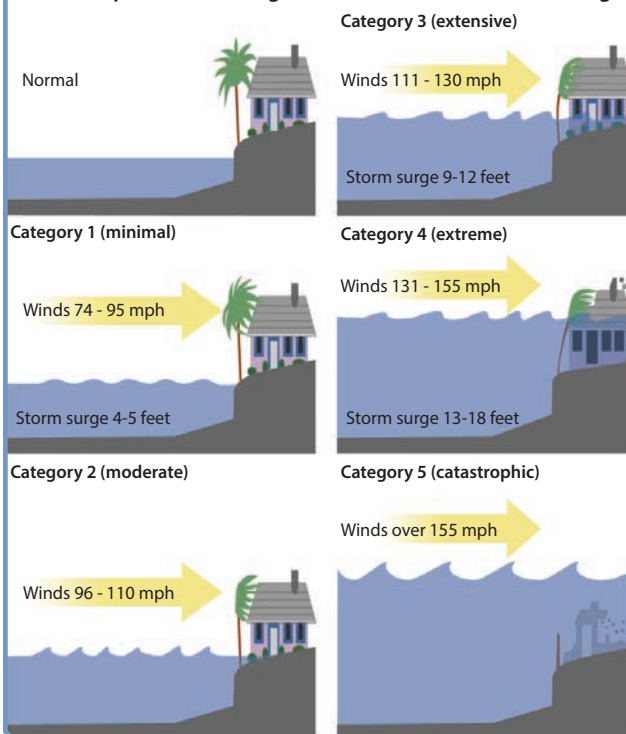 Normal
Category 1 (minimal)
Winds 74 - 95 mph
Storm surge 4-5 feet
Category 2 (moderate)
Winds 96 - 110 mph
Category 3 (extensive)
Winds 111 - 130 mph
Storm surge 9-12 feet
Category 4 (extreme)
Winds 131 - 155 mph
Storm surge 13-18 feet
Category 5 (catastrophic)
Winds over 155 mph